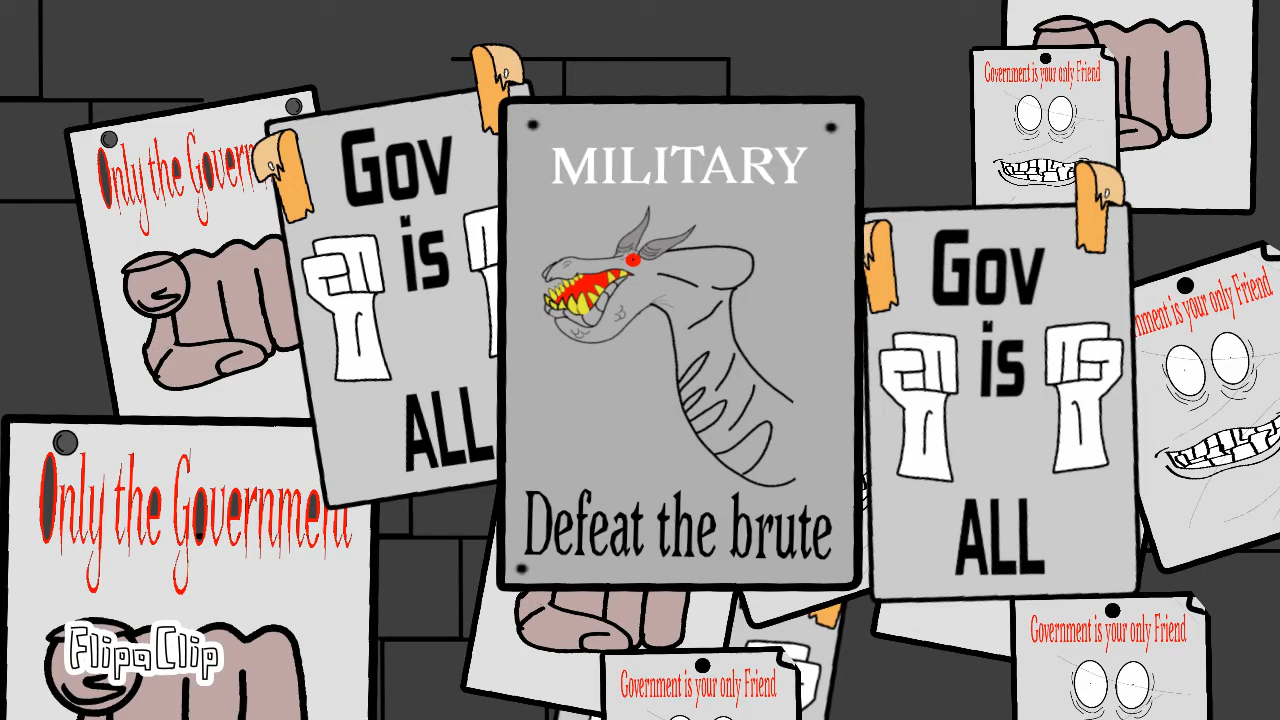 Government is your only Friend
Only the Govern
Gov
is
ALL
MILITARY
Defeat the brute
Gov
is
ALL
nment is your only Friend
Only the Government
FlipaClip
Government is your only Friend
Government is your only Friend